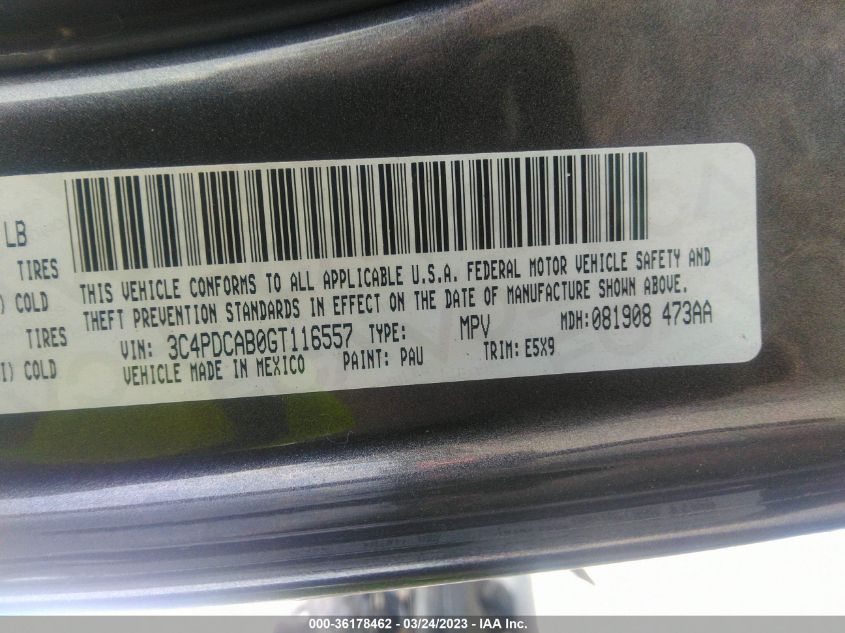 LB
TIRES
) COLD
TIRES
I) COLD
THIS VEHICLE CONFORMS TO ALL APPLICABLE U.S.A. FEDERAL MOTOR VEHICLE SAFETY AND
THEFT PREVENTION STANDARDS IN EFFECT ON THE DATE OF MANUFACTURE SHOWN ABOVE.
VIN: 3C4PDCAB0GT116557 TYPE: MPV MDH:081908 473AA
VEHICLE MADE IN MEXICO PAINT: PAU TRIM: E5X9
000-36178462 - 03/24/2023 - IAA Inc.